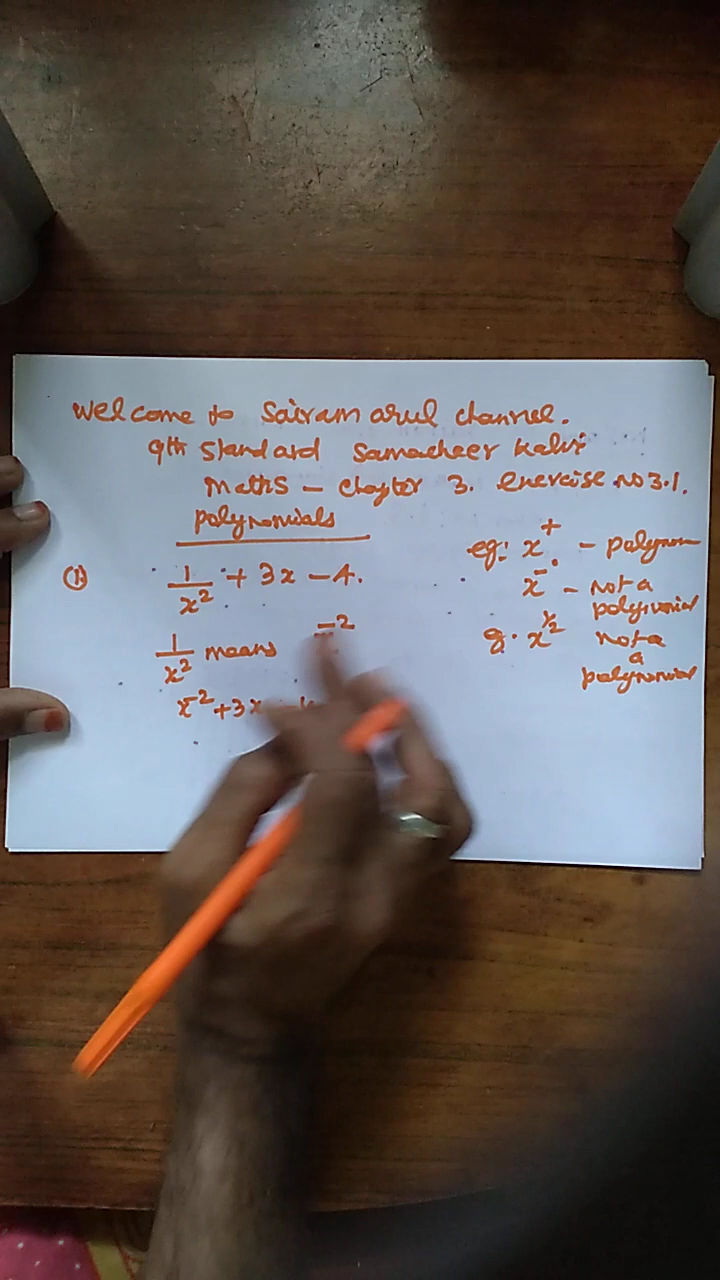 Welcome to Sairam arul channel.
9th Standard Samacheer Kalvi
Maths – Chapter 3. Exercise no 3.1.
Polynomials
① 1/x² + 3x – 4.
1/x² means ⁻²
x⁻² + 3x – 4
eg: x⁺ – polynom
x⁻ – not a
polynomial
g. x^1/2 not a
a
polynomial